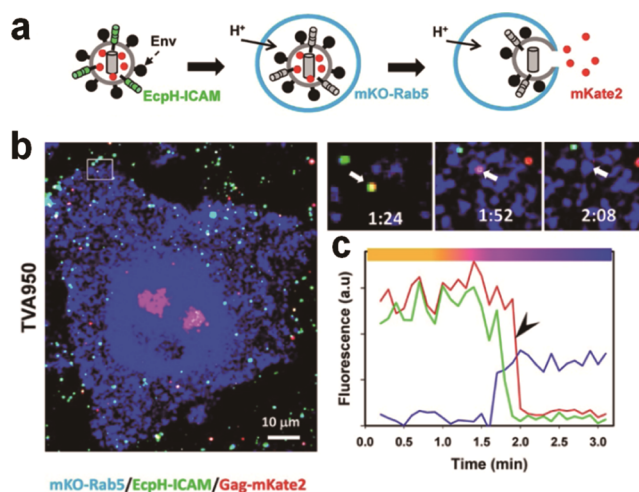 a
Env
H+
H+
EcpH-ICAM
mKO-Rab5
mKate2
b
TVA950
10 μm
1:24
1:52
2:08
c
Fluorescence (a.u)
0.0 0.5 1.0 1.5 2.0 2.5 3.0
Time (min)
mKO-Rab5/EcpH-ICAM/Gag-mKate2